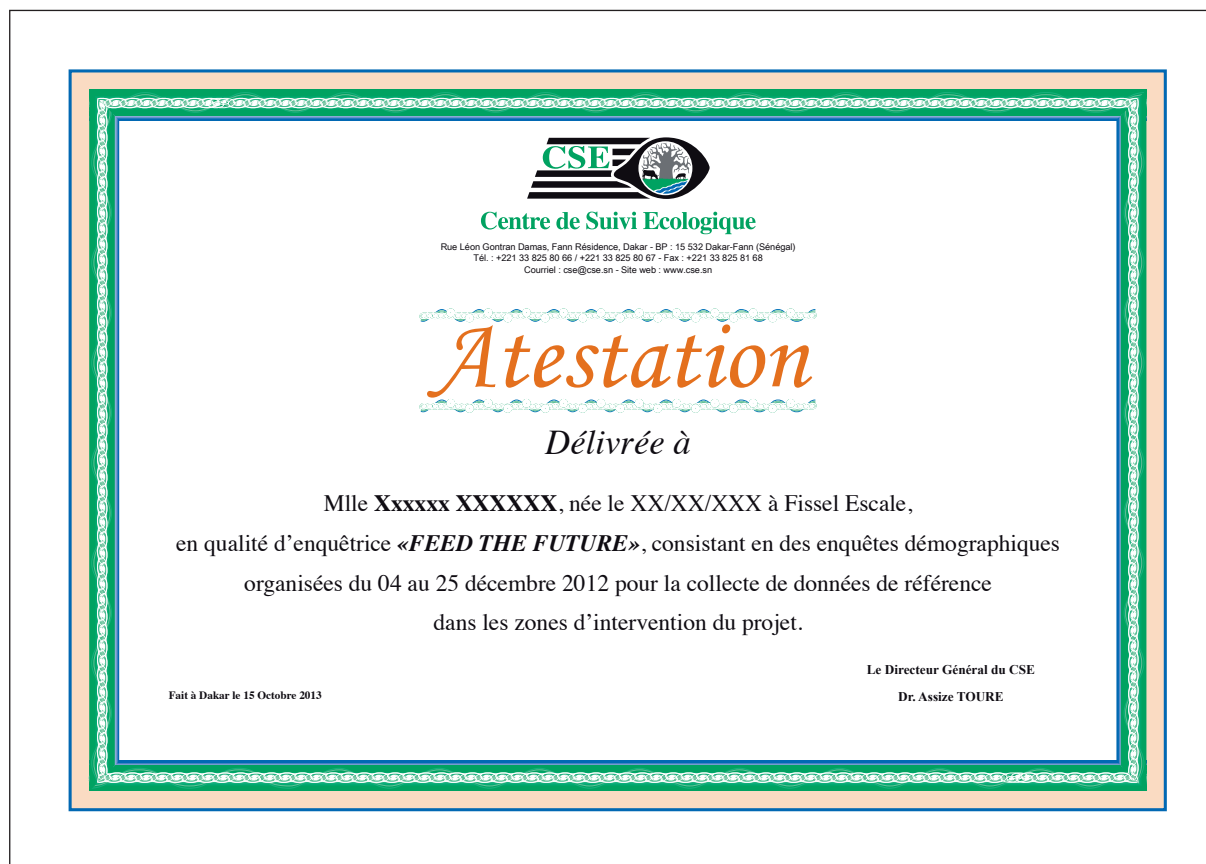 CSE
Centre de Suivi Ecologique
Rue Léon Gontran Damas, Fann Résidence, Dakar - BP : 15 532 Dakar-Fann (Sénégal)
Tél. : +221 33 825 80 66 / +221 33 825 80 67 - Fax : +221 33 825 81 68
Courriel : cse@cse.sn - Site web : www.cse.sn
Atestation
Délivrée à
Mlle Xxxxxx XXXXXX, née le XX/XX/XXX à Fissel Escale,
en qualité d’enquêtrice «FEED THE FUTURE», consistant en des enquêtes démographiques
organisées du 04 au 25 décembre 2012 pour la collecte de données de référence
dans les zones d’intervention du projet.
Le Directeur Général du CSE
Fait à Dakar le 15 Octobre 2013
Dr. Assize TOURE